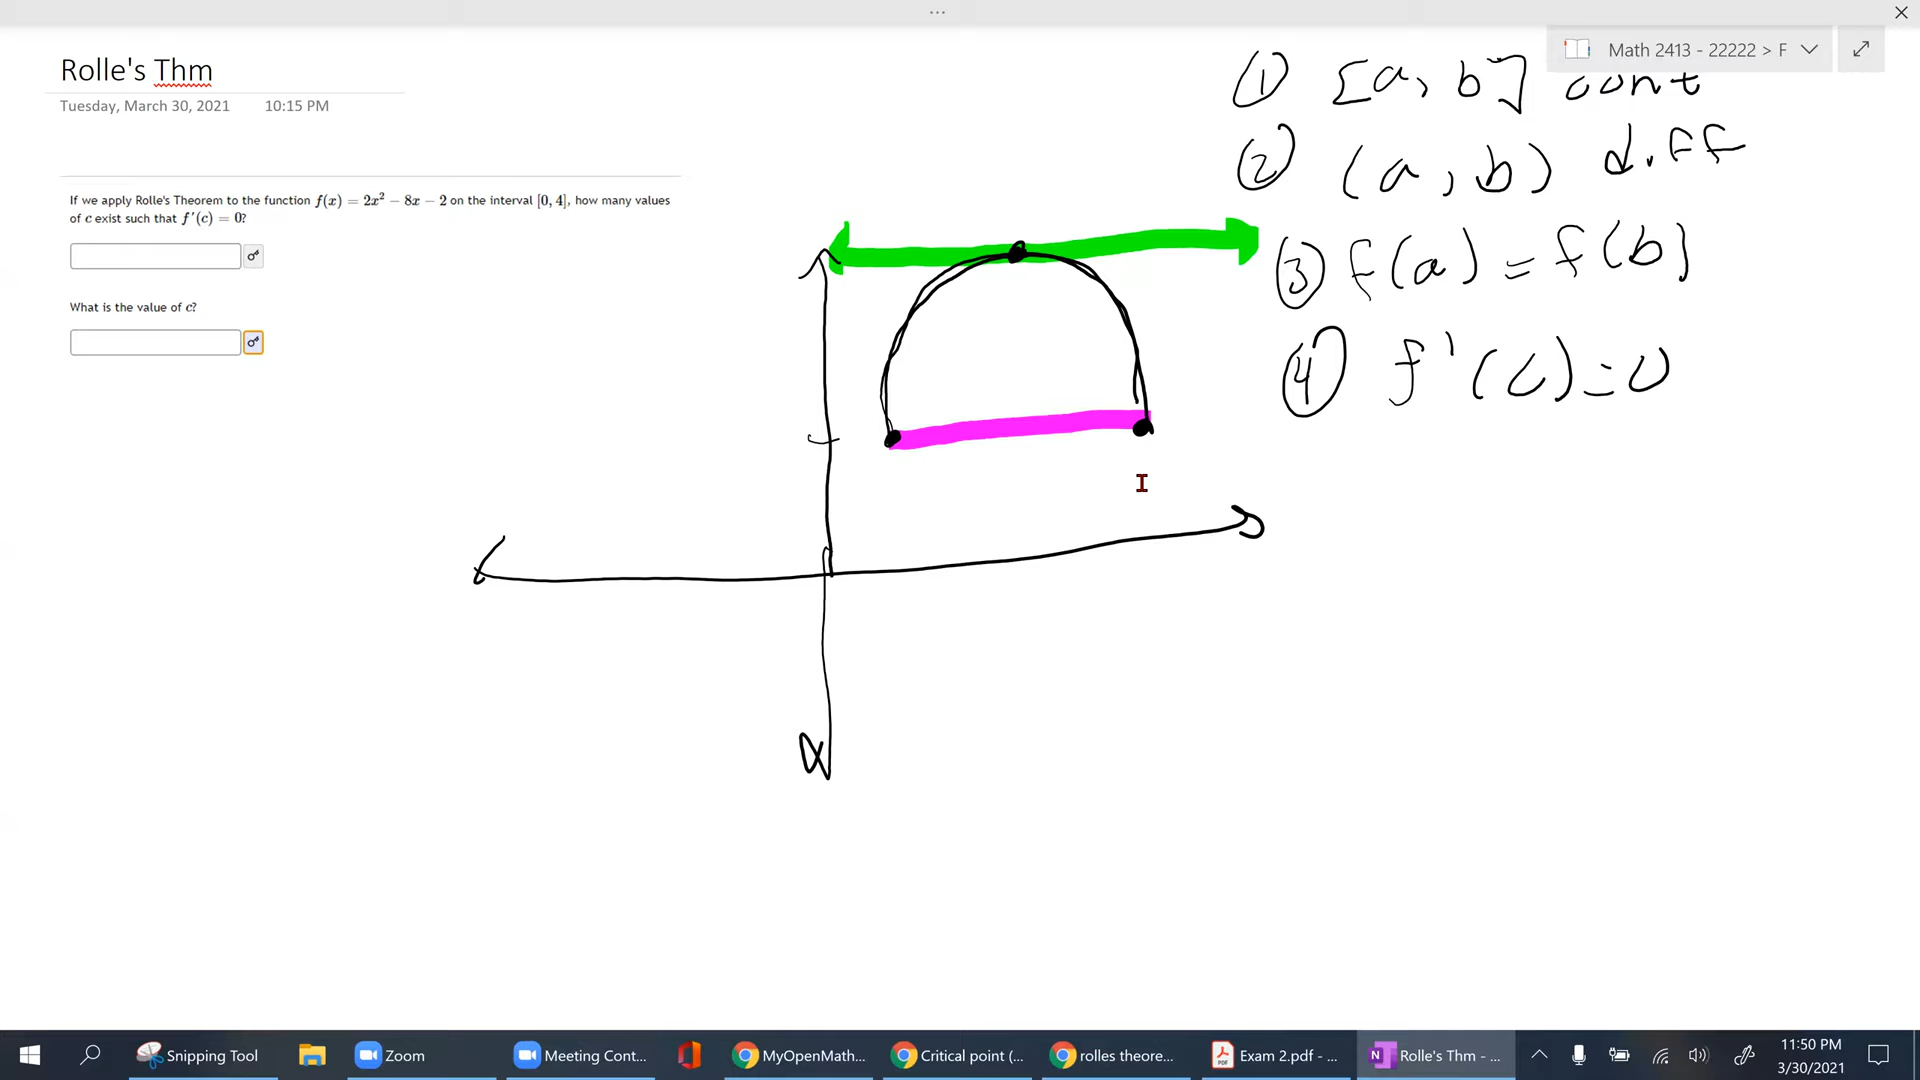 Rolle's Thm
Tuesday, March 30, 2021 10:15 PM
If we apply Rolle's Theorem to the function f(x) = 2x² − 8x − 2 on the interval [0, 4], how many values
of c exist such that f′(c) = 0?
What is the value of c?
Math 2413 - 22222 > F
① [a, b] cont
② (a, b) diff
③ f(a) = f(b)
④ f'(c) = 0
Snipping Tool
Zoom
Meeting Cont...
MyOpenMath...
Critical point (...
rolles theore...
Exam 2.pdf - ...
Rolle's Thm - ...
11:50 PM
3/30/2021